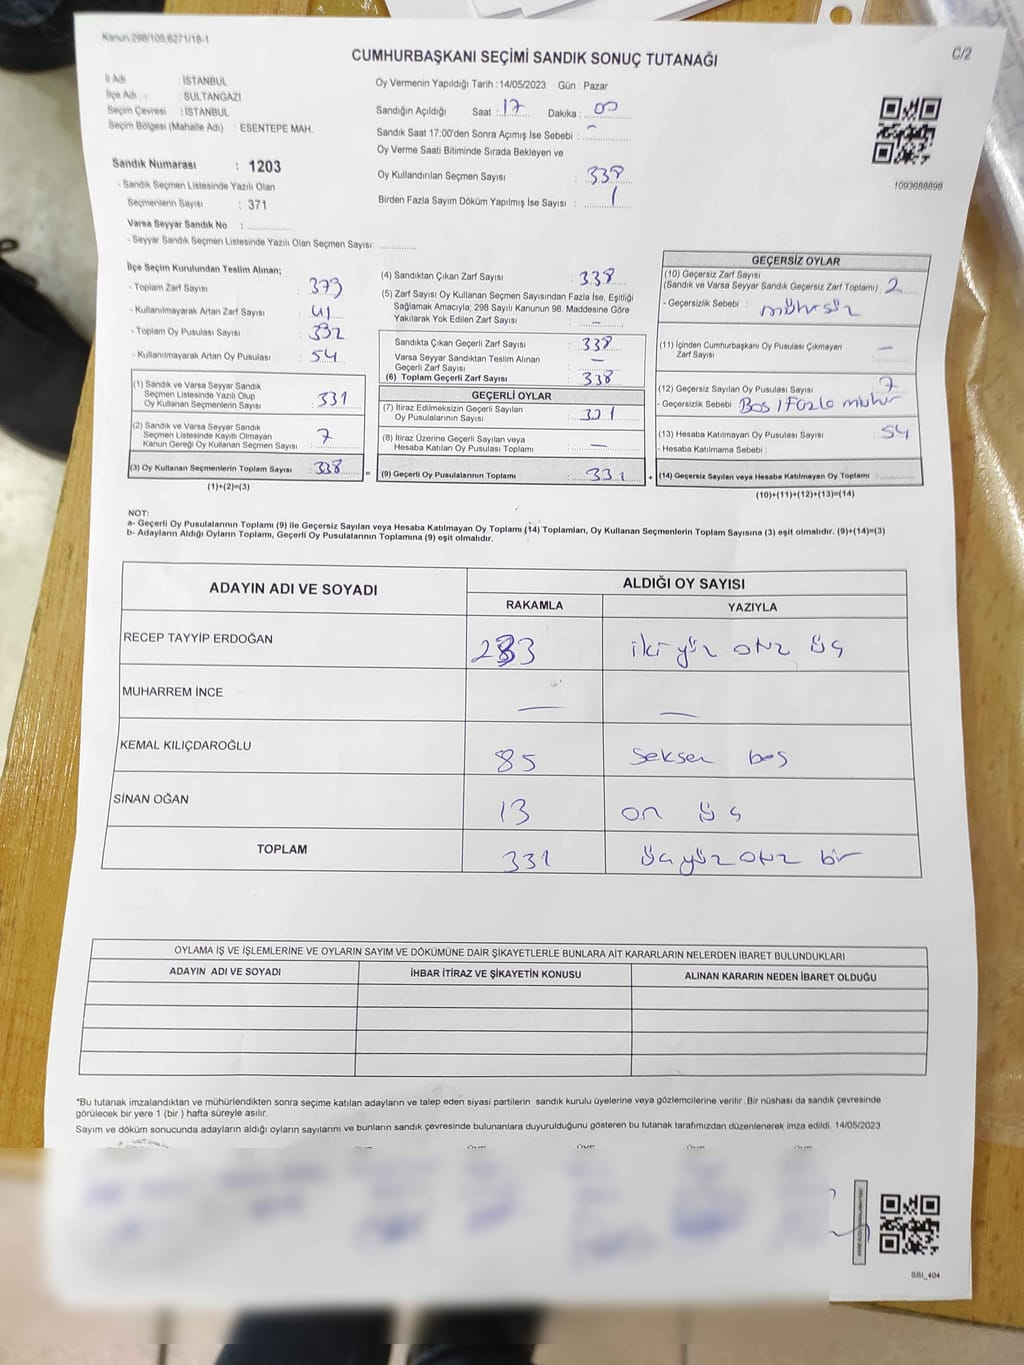 Kanun:298/105,6271/18-1
C/2
CUMHURBAŞKANI SEÇİMİ SANDIK SONUÇ TUTANAĞI
İl Adı : İSTANBUL
İlçe Adı : SULTANGAZİ
Seçim Çevresi : İSTANBUL
Seçim Bölgesi (Mahalle Adı) : ESENTEPE MAH.
Sandık Numarası : 1203
- Sandık Seçmen Listesinde Yazılı Olan
Seçmenlerin Sayısı : 371
Varsa Seyyar Sandık No :
- Seyyar Sandık Seçmen Listesinde Yazılı Olan Seçmen Sayısı:
Oy Vermenin Yapıldığı Tarih : 14/05/2023 Gün : Pazar
Sandığın Açıldığı Saat : 17 Dakika : 00
Sandık Saat 17:00'den Sonra Açımış İse Sebebi : -
Oy Verme Saati Bitiminde Sırada Bekleyen ve
Oy Kullandırılan Seçmen Sayısı : 338
Birden Fazla Sayım Döküm Yapılmış İse Sayısı : 1
1093688898
İlçe Seçim Kurulundan Teslim Alınan;
- Toplam Zarf Sayısı : 379
- Kullanılmayarak Artan Zarf Sayısı : 41
- Toplam Oy Pusulası Sayısı : 392
- Kullanılmayarak Artan Oy Pusulası : 54
(1) Sandık ve Varsa Seyyar Sandık
Seçmen Listesinde Yazılı Olup
Oy Kullanan Seçmenlerin Sayısı : 331
(2) Sandık ve Varsa Seyyar Sandık
Seçmen Listesinde Kayıtlı Olmayan
Kanun Gereği Oy Kullanan Seçmen Sayısı : 7
(3) Oy Kullanan Seçmenlerin Toplam Sayısı : 338 =
(1)+(2)=(3)
(4) Sandıktan Çıkan Zarf Sayısı : 338
(5) Zarf Sayısı Oy Kullanan Seçmen Sayısından Fazla İse, Eşitliği
Sağlamak Amacıyla; 298 Sayılı Kanunun 98. Maddesine Göre
Yakılarak Yok Edilen Zarf Sayısı : -
Sandıkta Çıkan Geçerli Zarf Sayısı : 338
Varsa Seyyar Sandıktan Teslim Alınan
Geçerli Zarf Sayısı : -
(6) Toplam Geçerli Zarf Sayısı : 338
GEÇERLİ OYLAR
(7) İtiraz Edilmeksizin Geçerli Sayılan
Oy Pusulalarının Sayısı : 331
(8) İtiraz Üzerine Geçerli Sayılan veya
Hesaba Katılan Oy Pusulası Toplamı : -
(9) Geçerli Oy Pusulalarının Toplamı : 331 +
GEÇERSİZ OYLAR
(10) Geçersiz Zarf Sayısı
(Sandık ve Varsa Seyyar Sandık Geçersiz Zarf Toplamı) : 2
- Geçersizlik Sebebi : mühürsüz
(11) İçinden Cumhurbaşkanı Oy Pusulası Çıkmayan
Zarf Sayısı : -
(12) Geçersiz Sayılan Oy Pusulası Sayısı : 7
- Geçersizlik Sebebi : Boş / Fazla mühür
(13) Hesaba Katılmayan Oy Pusulası Sayısı : 54
- Hesaba Katılmama Sebebi :
(14) Geçersiz Sayılan veya Hesaba Katılmayan Oy Toplamı :
(10)+(11)+(12)+(13)=(14)
NOT:
a- Geçerli Oy Pusulalarının Toplamı (9) ile Geçersiz Sayılan veya Hesaba Katılmayan Oy Toplamı (14) Toplamları, Oy Kullanan Seçmenlerin Toplam Sayısına (3) eşit olmalıdır. (9)+(14)=(3)
b- Adayların Aldığı Oyların Toplamı, Geçerli Oy Pusulalarının Toplamına (9) eşit olmalıdır.
ADAYIN ADI VE SOYADI
ALDIĞI OY SAYISI
RAKAMLA YAZIYLA
RECEP TAYYİP ERDOĞAN 233 iki yüz otuz üç
MUHARREM İNCE - -
KEMAL KILIÇDAROĞLU 85 seksen beş
SİNAN OĞAN 13 on üç
TOPLAM 331 üçyüz otuz bir
OYLAMA İŞ VE İŞLEMLERİNE VE OYLARIN SAYIM VE DÖKÜMÜNE DAİR ŞİKAYETLERLE BUNLARA AİT KARARLARIN NELERDEN İBARET BULUNDUKLARI
ADAYIN ADI VE SOYADI İHBAR İTİRAZ VE ŞİKAYETİN KONUSU ALINAN KARARIN NEDEN İBARET OLDUĞU
*Bu tutanak imzalandıktan ve mühürlendikten sonra seçime katılan adayların ve talep eden siyasi partilerin sandık kurulu üyelerine veya gözlemcilerine verilir .Bir nüshası da sandık çevresinde
görülecek bir yere 1 (bir ) hafta süreyle asılır.
Sayım ve döküm sonucunda adayların aldığı oyların sayılarını ve bunların sandık çevresinde bulunanlara duyurulduğunu gösteren bu tutanak tarafımızdan düzenlenerek imza edildi. 14/05/2023
SSI_404